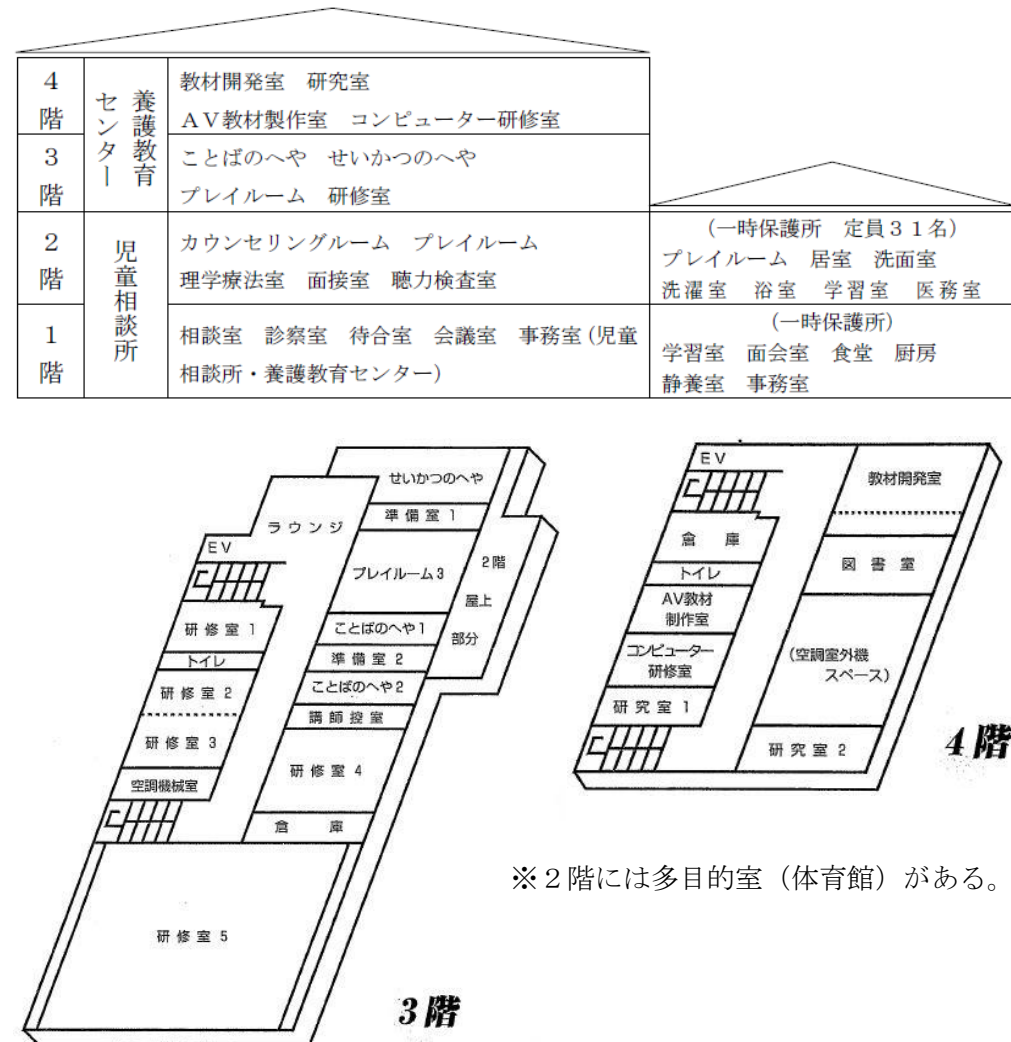 4階
養護教育センター
教材開発室 研究室
AV教材製作室 コンピューター研修室
3階
ことばのへや せいかつのへや
プレイルーム 研修室
2階
児童相談所
カウンセリングルーム プレイルーム
理学療法室 面接室 聴力検査室
(一時保護所 定員31名)
プレイルーム 居室 洗面室
洗濯室 浴室 学習室 医務室
1階
相談室 診察室 待合室 会議室 事務室(児童
相談所・養護教育センター)
(一時保護所)
学習室 面会室 食堂 厨房
静養室 事務室
せいかつのへや
準備室1
ラウンジ
EV
プレイルーム3
2階
屋上
部分
研修室1
ことばのへや1
トイレ
準備室2
研修室2
ことばのへや2
講師控室
研修室3
研修室4
空調機械室
倉庫
研修室5
3階
EV
教材開発室
倉庫
図書室
トイレ
AV教材
制作室
コンピューター
研修室
(空調室外機
スペース)
研究室1
研究室2
4階
※2階には多目的室(体育館)がある。